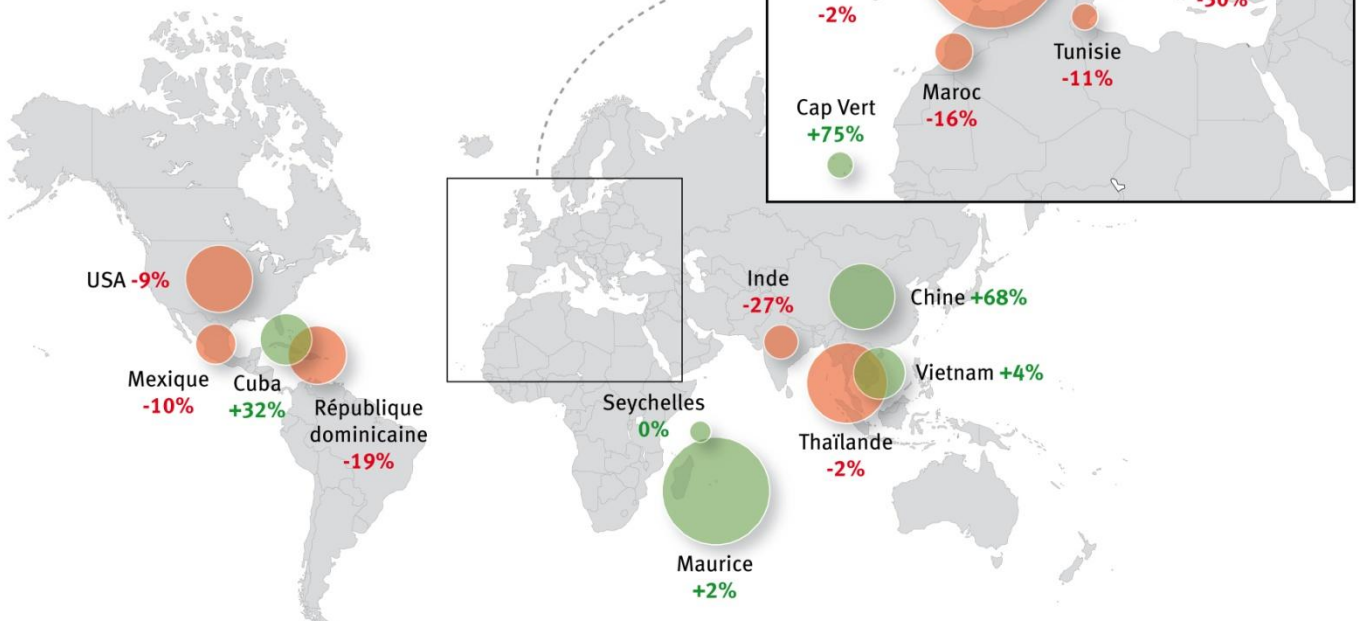 -2%
Tunisie
-11%
Maroc
-16%
Cap Vert
+75%
USA -9%
Mexique
-10%
Cuba
+32%
République
dominicaine
-19%
Inde
-27%
Chine +68%
Vietnam +4%
Thaïlande
-2%
Seychelles
0%
Maurice
+2%